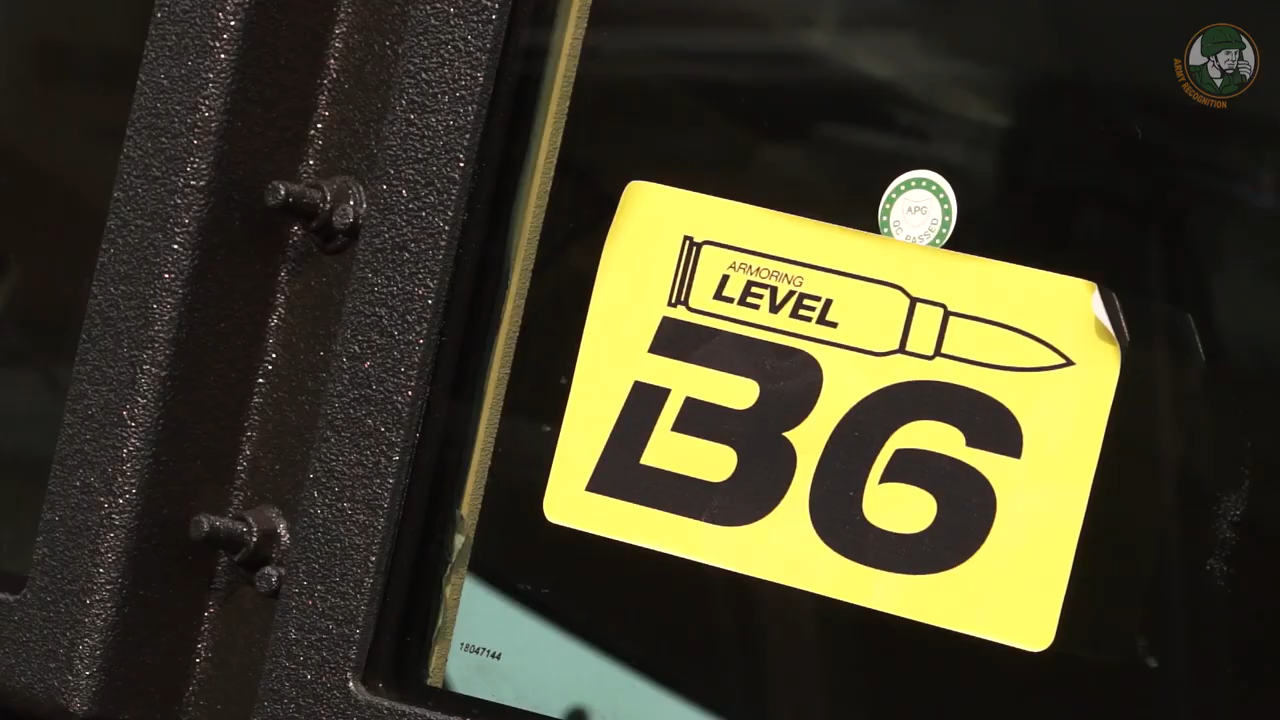 ARMY RECOGNITION
APG
QC PASSED
ARMORING
LEVEL
B6
18047144